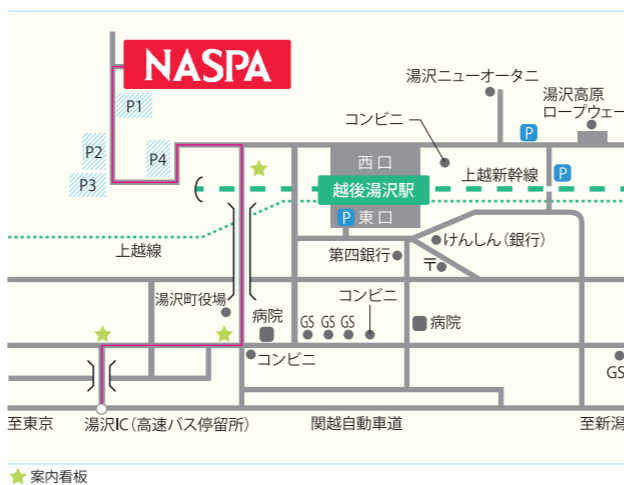 NASPA
湯沢ニューオータニ
湯沢高原
ロープウェー
P1
コンビニ
P
P2
P4
西口
P
上越新幹線
P3
越後湯沢駅
P
東口
けんしん（銀行）
上越線
第四銀行
〒
湯沢町役場
コンビニ
病院
GS GS GS
病院
コンビニ
GS
至東京
湯沢IC（高速バス停留所）
関越自動車道
至新潟
案内看板